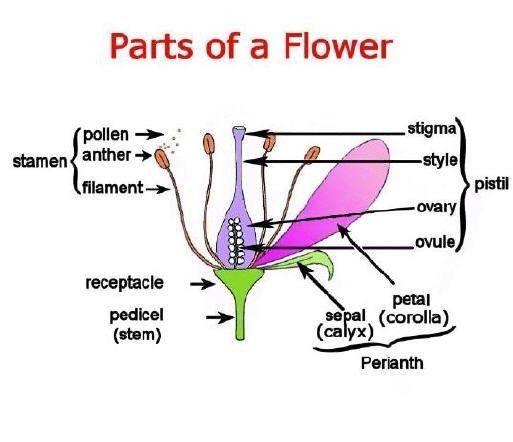 Parts of a Flower
pollen
anther
stamen
filament
stigma
style
pistil
ovary
ovule
receptacle
pedicel
(stem)
sepal
(calyx)
petal
(corolla)
Perianth